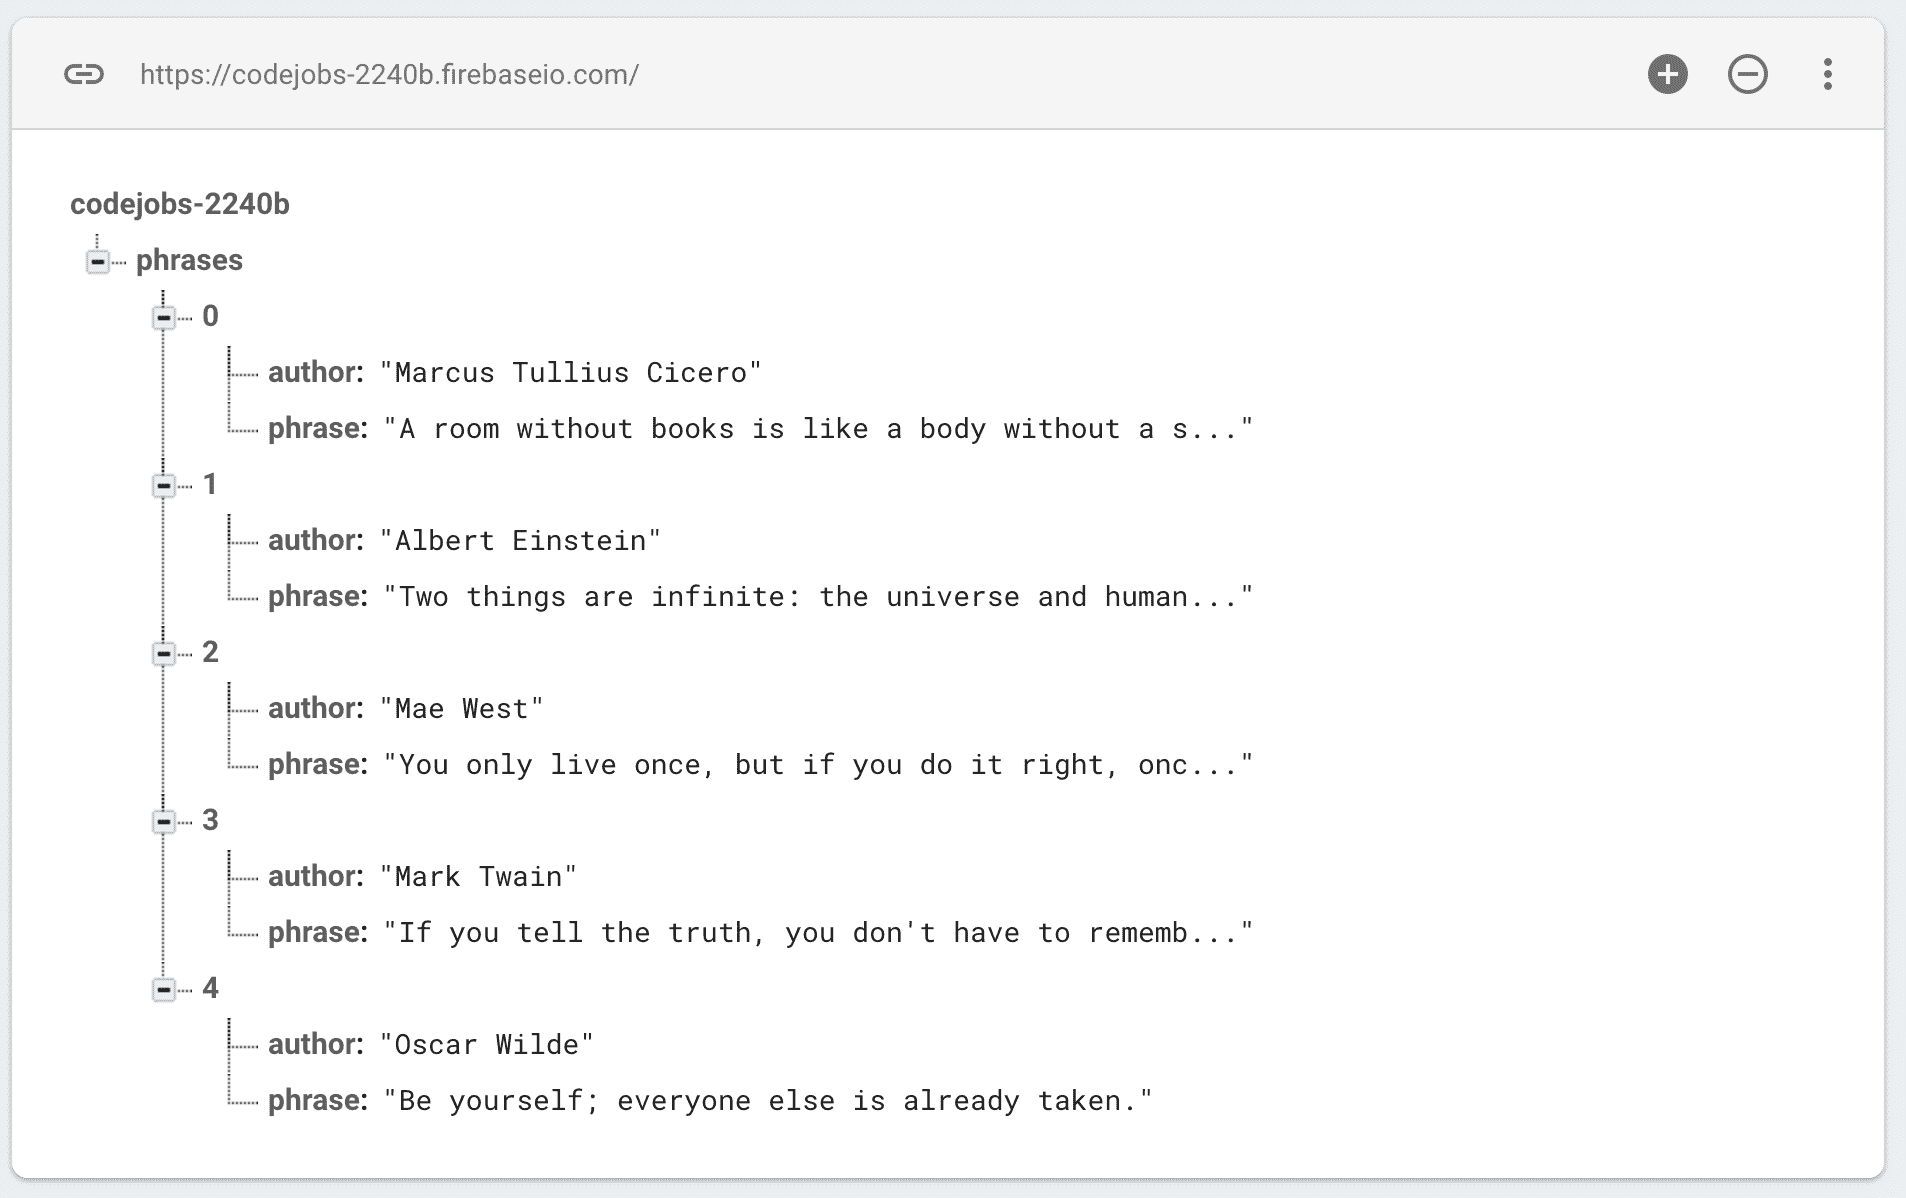 https://codejobs-2240b.firebaseio.com/
codejobs-2240b
phrases
0
author: "Marcus Tullius Cicero"
phrase: "A room without books is like a body without a s..."
1
author: "Albert Einstein"
phrase: "Two things are infinite: the universe and human..."
2
author: "Mae West"
phrase: "You only live once, but if you do it right, onc..."
3
author: "Mark Twain"
phrase: "If you tell the truth, you don't have to rememb..."
4
author: "Oscar Wilde"
phrase: "Be yourself; everyone else is already taken."